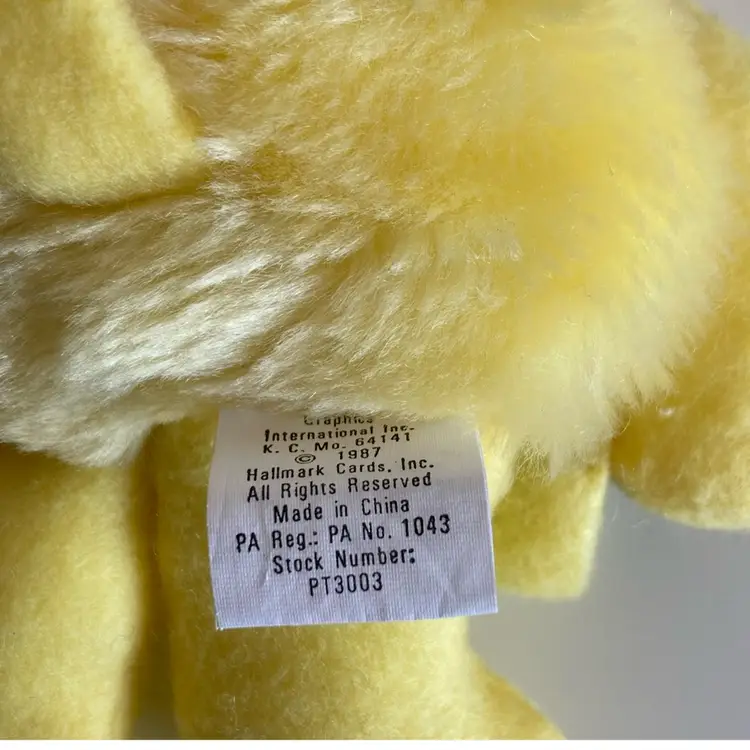 Graphics
International Inc.
K. C. Mo. 64141
© 1987
Hallmark Cards, Inc.
All Rights Reserved
Made in China
PA Reg.: PA No. 1043
Stock Number:
PT3003